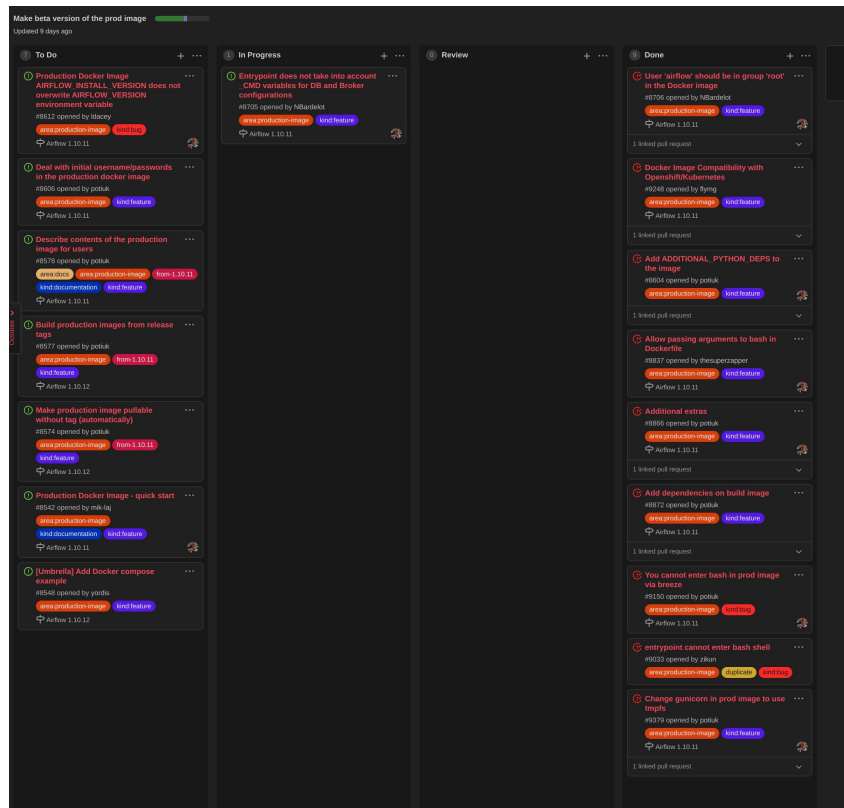 Make beta version of the prod image
Updated 9 days ago
7 To Do
Production Docker Image
AIRFLOW_INSTALL_VERSION does not
overwrite AIRFLOW_VERSION
environment variable
#8612 opened by ldacey
area:production-image kind:bug
Airflow 1.10.11
Deal with initial username/passwords
in the production docker image
#8606 opened by potiuk
area:production-image kind:feature
Airflow 1.10.11
Describe contents of the production
image for users
#8578 opened by potiuk
area:docs area:production-image from-1.10.11
kind:documentation kind:feature
Airflow 1.10.11
Build production images from release
tags
#8577 opened by potiuk
area:production-image from-1.10.11
kind:feature
Airflow 1.10.12
Make production image pullable
without tag (automatically)
#8574 opened by potiuk
area:production-image from-1.10.11
kind:feature
Airflow 1.10.12
Production Docker Image - quick start
#8542 opened by mik-laj
area:production-image
kind:documentation kind:feature
Airflow 1.10.11
[Umbrella] Add Docker compose
example
#8548 opened by yordis
area:production-image kind:feature
Airflow 1.10.12
1 In Progress
Entrypoint does not take into account
_CMD variables for DB and Broker
configurations
#8705 opened by NBardelot
area:production-image kind:feature
Airflow 1.10.11
0 Review
9 Done
User 'airflow' should be in group 'root'
in the Docker image
#8706 opened by NBardelot
area:production-image kind:feature
Airflow 1.10.11
1 linked pull request
Docker Image Compatibility with
Openshift/Kubernetes
#9248 opened by flymg
area:production-image kind:feature
Airflow 1.10.11
1 linked pull request
Add ADDITIONAL_PYTHON_DEPS to
the image
#8604 opened by potiuk
area:production-image kind:feature
1 linked pull request
Allow passing arguments to bash in
Dockerfile
#8837 opened by thesuperzapper
area:production-image kind:feature
Airflow 1.10.11
Additional extras
#8866 opened by potiuk
area:production-image kind:feature
Airflow 1.10.11
1 linked pull request
Add dependencies on build image
#8872 opened by potiuk
area:production-image kind:feature
Airflow 1.10.11
1 linked pull request
You cannot enter bash in prod image
via breeze
#9150 opened by potiuk
area:production-image kind:bug
Airflow 1.10.11
entrypoint cannot enter bash shell
#9033 opened by zikun
area:production-image duplicate kind:bug
Change gunicorn in prod image to use
tmpfs
#9379 opened by potiuk
area:production-image kind:feature
Airflow 1.10.11
1 linked pull request